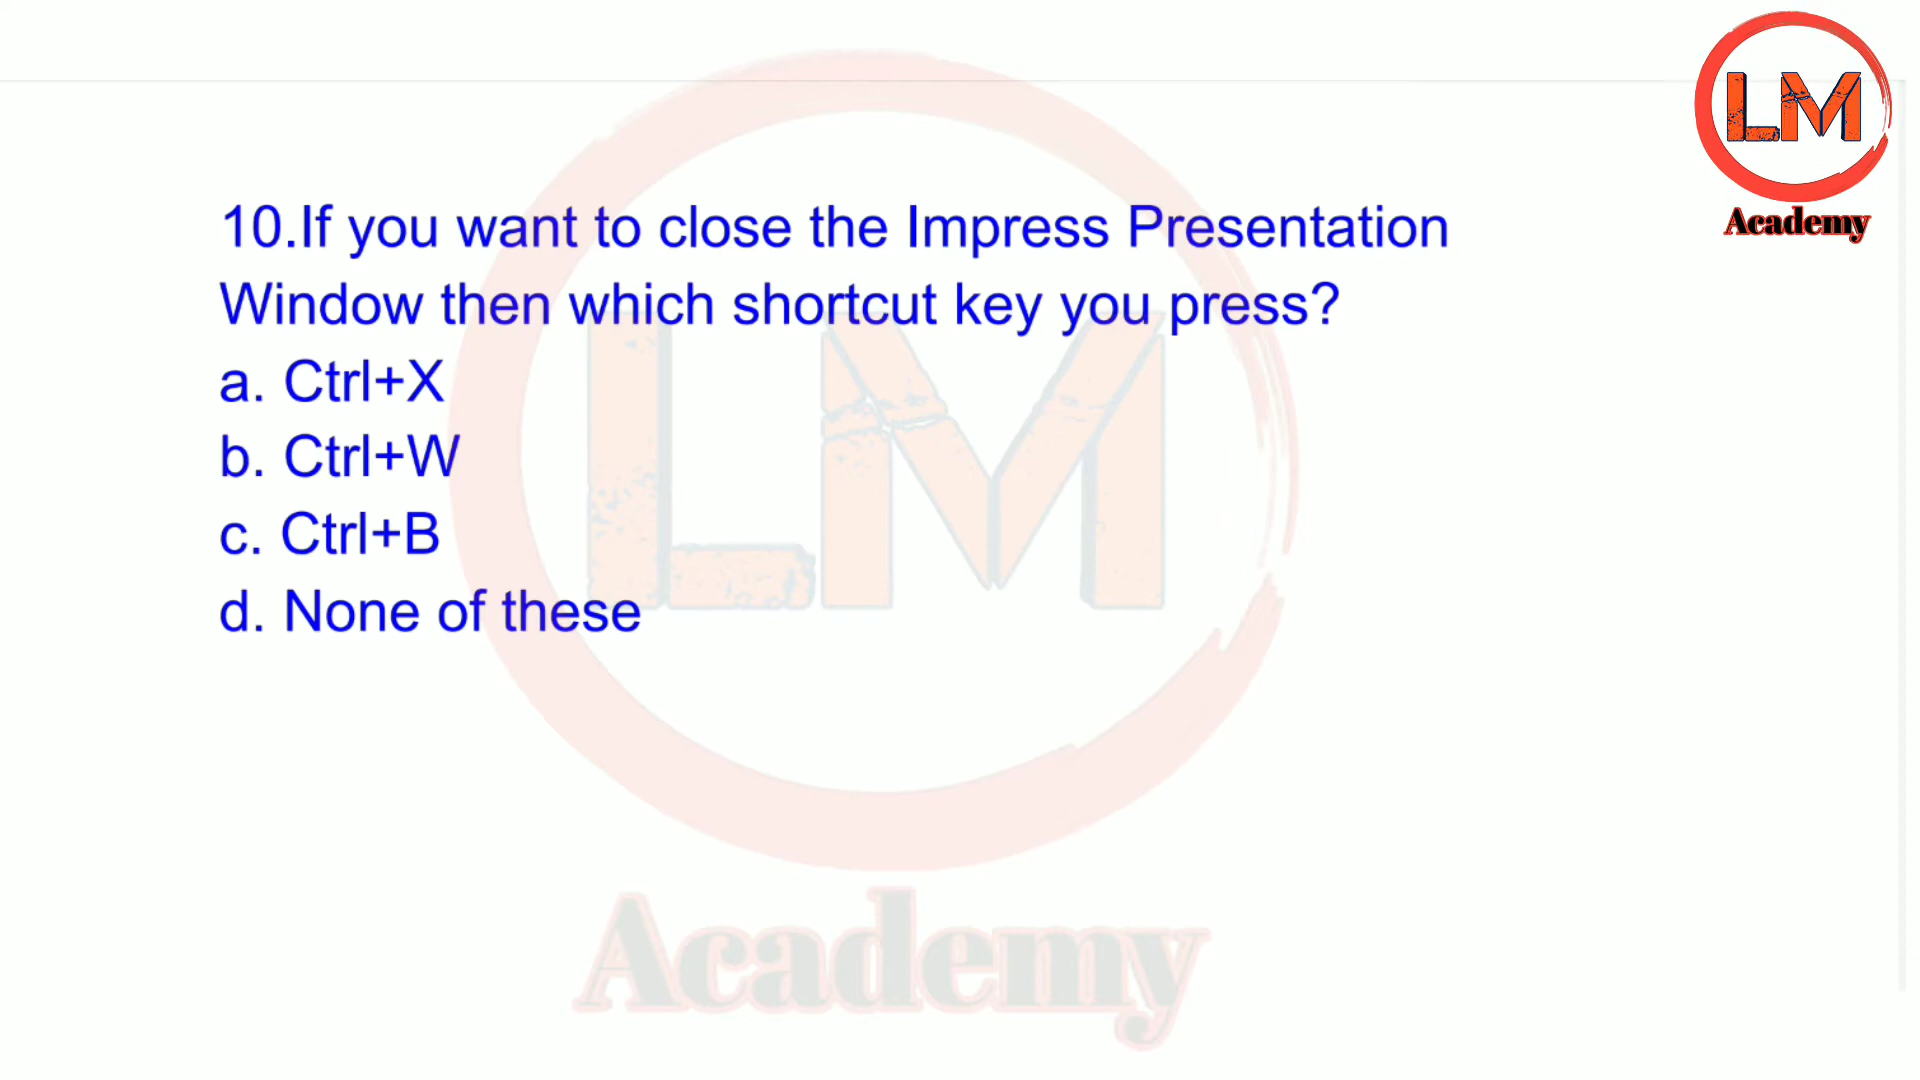 LM
Academy
10.If you want to close the Impress Presentation
Window then which shortcut key you press?
a. Ctrl+X
b. Ctrl+W
c. Ctrl+B
d. None of these
LM
Academy